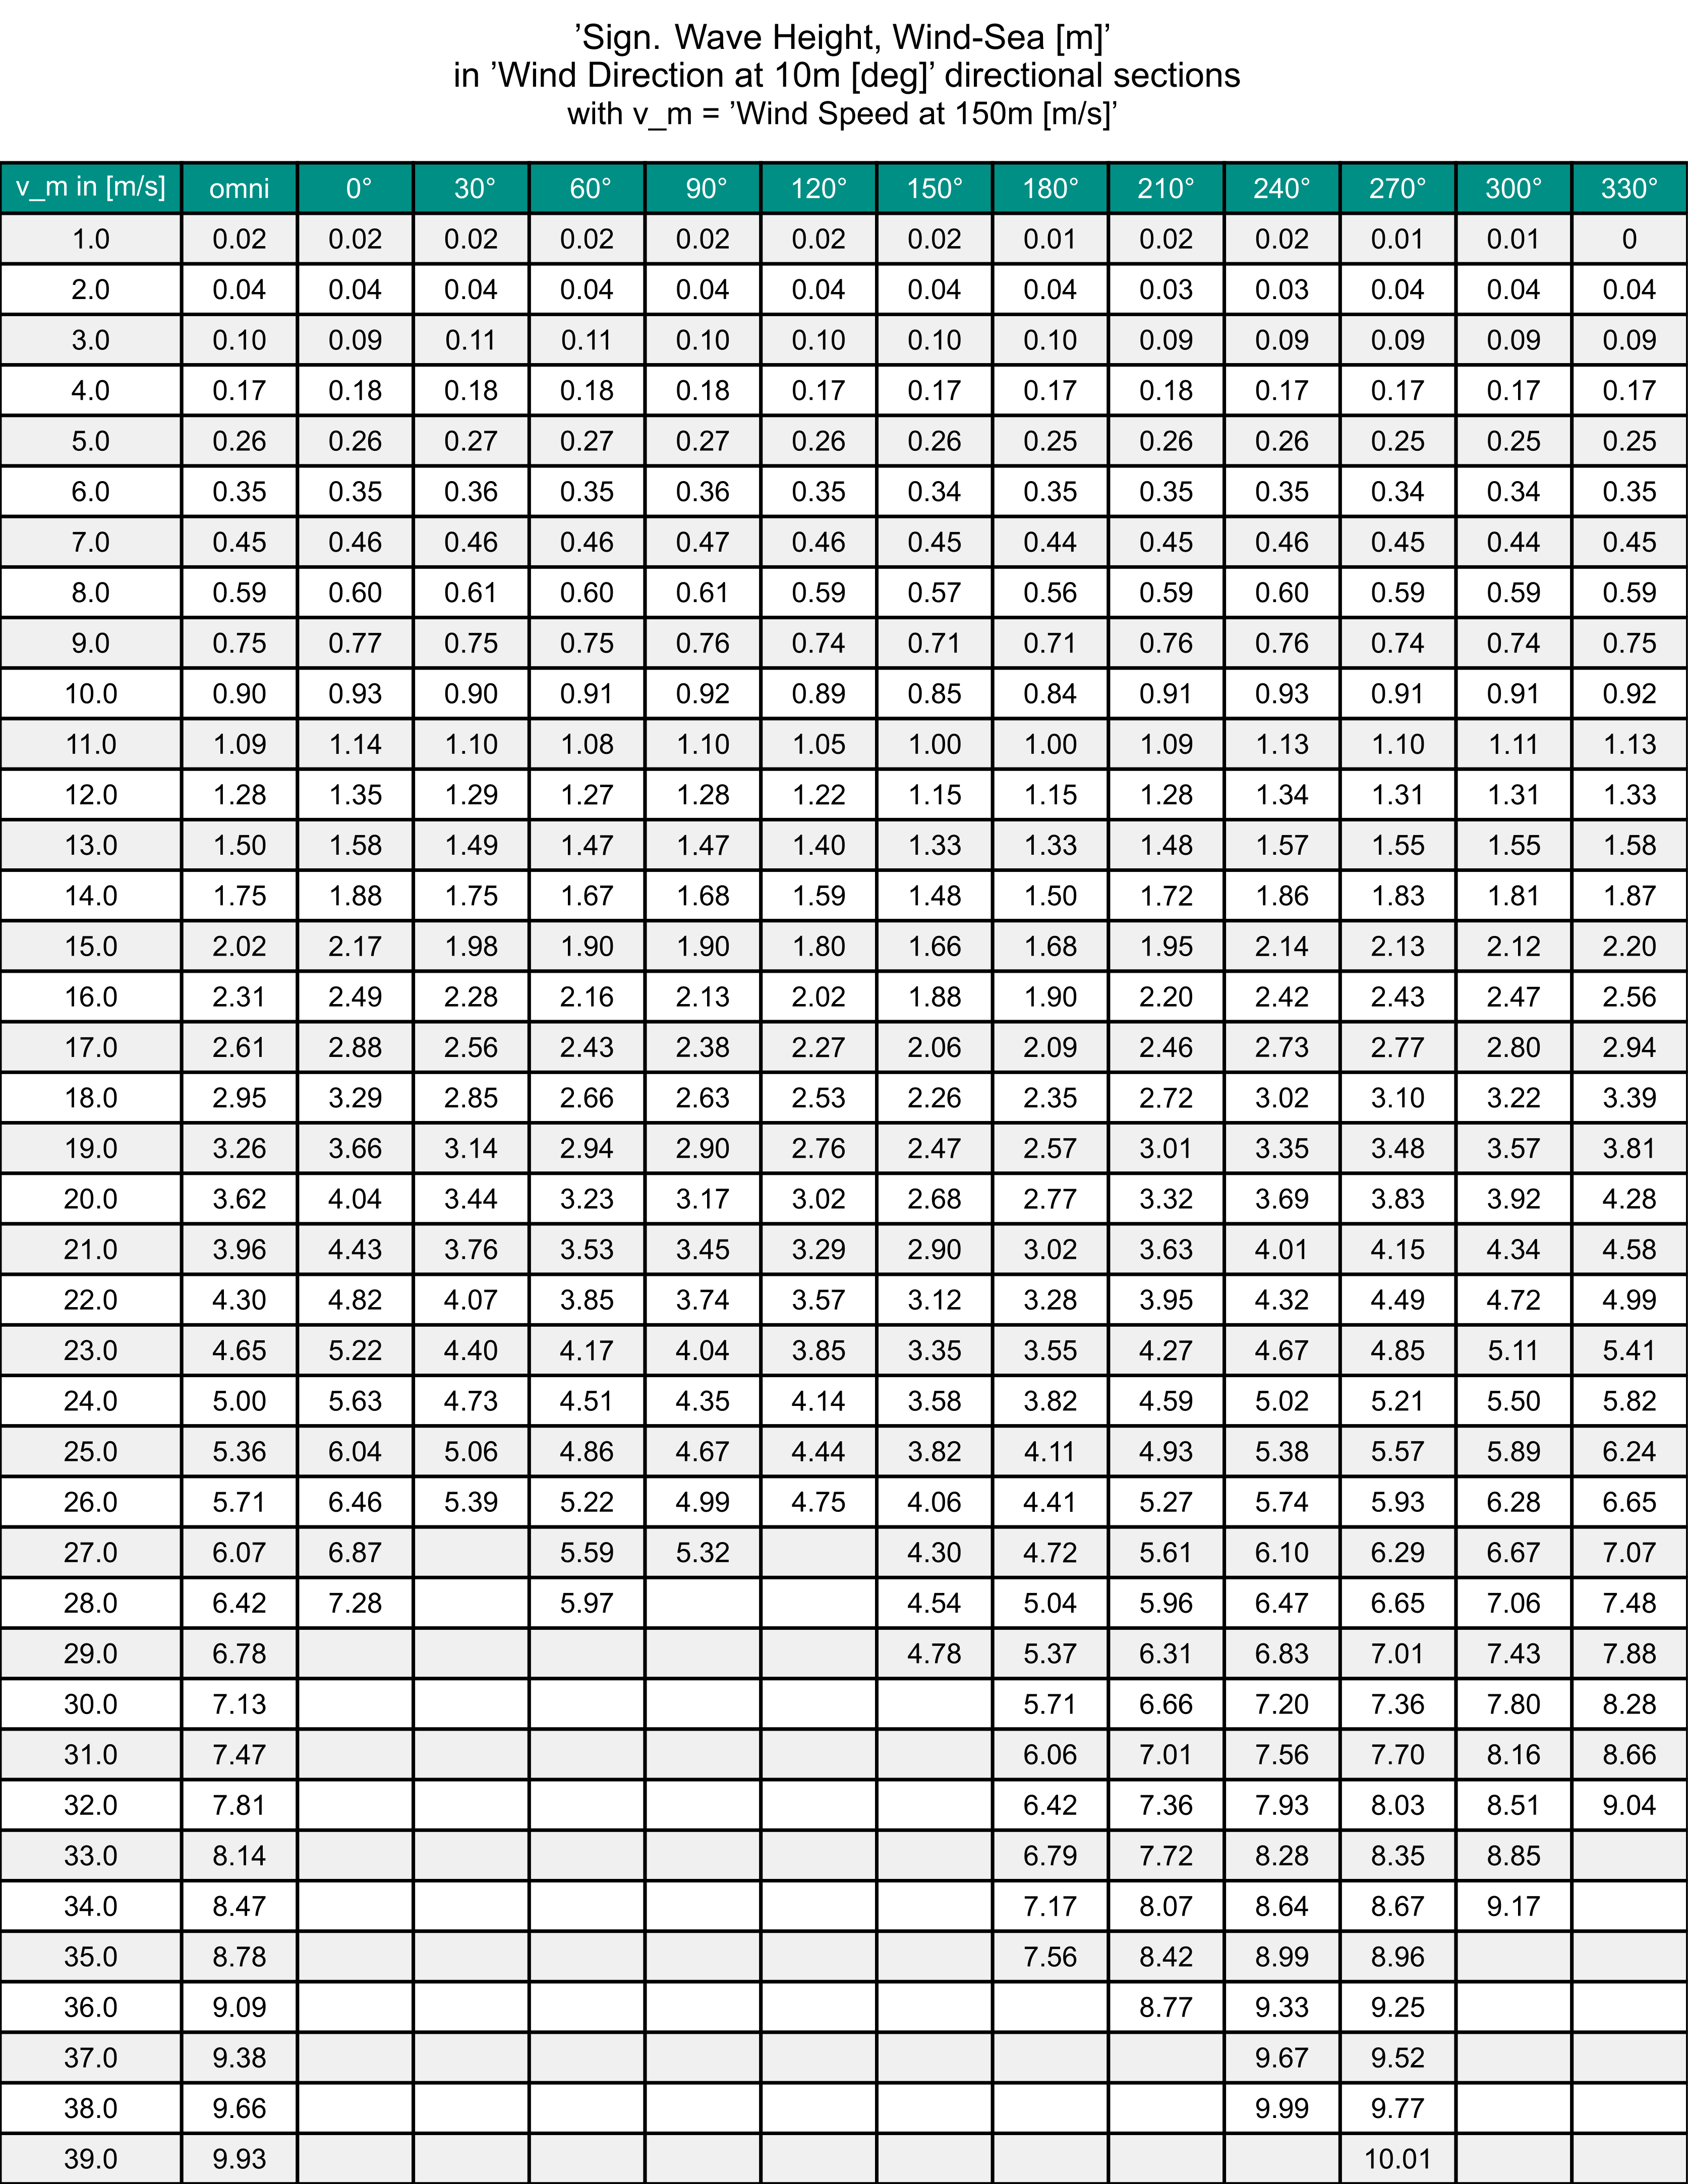 ’Sign. Wave Height, Wind-Sea [m]’
in ’Wind Direction at 10m [deg]’ directional sections
with v_m = ’Wind Speed at 150m [m/s]’
v_m in [m/s] omni 0° 30° 60° 90° 120° 150° 180° 210° 240° 270° 300° 330°
1.0 0.02 0.02 0.02 0.02 0.02 0.02 0.02 0.01 0.02 0.02 0.01 0.01 0
2.0 0.04 0.04 0.04 0.04 0.04 0.04 0.04 0.04 0.03 0.03 0.04 0.04 0.04
3.0 0.10 0.09 0.11 0.11 0.10 0.10 0.10 0.10 0.09 0.09 0.09 0.09 0.09
4.0 0.17 0.18 0.18 0.18 0.18 0.17 0.17 0.17 0.18 0.17 0.17 0.17 0.17
5.0 0.26 0.26 0.27 0.27 0.27 0.26 0.26 0.25 0.26 0.26 0.25 0.25 0.25
6.0 0.35 0.35 0.36 0.35 0.36 0.35 0.34 0.35 0.35 0.35 0.34 0.34 0.35
7.0 0.45 0.46 0.46 0.46 0.47 0.46 0.45 0.44 0.45 0.46 0.45 0.44 0.45
8.0 0.59 0.60 0.61 0.60 0.61 0.59 0.57 0.56 0.59 0.60 0.59 0.59 0.59
9.0 0.75 0.77 0.75 0.75 0.76 0.74 0.71 0.71 0.76 0.76 0.74 0.74 0.75
10.0 0.90 0.93 0.90 0.91 0.92 0.89 0.85 0.84 0.91 0.93 0.91 0.91 0.92
11.0 1.09 1.14 1.10 1.08 1.10 1.05 1.00 1.00 1.09 1.13 1.10 1.11 1.13
12.0 1.28 1.35 1.29 1.27 1.28 1.22 1.15 1.15 1.28 1.34 1.31 1.31 1.33
13.0 1.50 1.58 1.49 1.47 1.47 1.40 1.33 1.33 1.48 1.57 1.55 1.55 1.58
14.0 1.75 1.88 1.75 1.67 1.68 1.59 1.48 1.50 1.72 1.86 1.83 1.81 1.87
15.0 2.02 2.17 1.98 1.90 1.90 1.80 1.66 1.68 1.95 2.14 2.13 2.12 2.20
16.0 2.31 2.49 2.28 2.16 2.13 2.02 1.88 1.90 2.20 2.42 2.43 2.47 2.56
17.0 2.61 2.88 2.56 2.43 2.38 2.27 2.06 2.09 2.46 2.73 2.77 2.80 2.94
18.0 2.95 3.29 2.85 2.66 2.63 2.53 2.26 2.35 2.72 3.02 3.10 3.22 3.39
19.0 3.26 3.66 3.14 2.94 2.90 2.76 2.47 2.57 3.01 3.35 3.48 3.57 3.81
20.0 3.62 4.04 3.44 3.23 3.17 3.02 2.68 2.77 3.32 3.69 3.83 3.92 4.28
21.0 3.96 4.43 3.76 3.53 3.45 3.29 2.90 3.02 3.63 4.01 4.15 4.34 4.58
22.0 4.30 4.82 4.07 3.85 3.74 3.57 3.12 3.28 3.95 4.32 4.49 4.72 4.99
23.0 4.65 5.22 4.40 4.17 4.04 3.85 3.35 3.55 4.27 4.67 4.85 5.11 5.41
24.0 5.00 5.63 4.73 4.51 4.35 4.14 3.58 3.82 4.59 5.02 5.21 5.50 5.82
25.0 5.36 6.04 5.06 4.86 4.67 4.44 3.82 4.11 4.93 5.38 5.57 5.89 6.24
26.0 5.71 6.46 5.39 5.22 4.99 4.75 4.06 4.41 5.27 5.74 5.93 6.28 6.65
27.0 6.07 6.87 5.59 5.32 4.30 4.72 5.61 6.10 6.29 6.67 7.07
28.0 6.42 7.28 5.97 4.54 5.04 5.96 6.47 6.65 7.06 7.48
29.0 6.78 4.78 5.37 6.31 6.83 7.01 7.43 7.88
30.0 7.13 5.71 6.66 7.20 7.36 7.80 8.28
31.0 7.47 6.06 7.01 7.56 7.70 8.16 8.66
32.0 7.81 6.42 7.36 7.93 8.03 8.51 9.04
33.0 8.14 6.79 7.72 8.28 8.35 8.85
34.0 8.47 7.17 8.07 8.64 8.67 9.17
35.0 8.78 7.56 8.42 8.99 8.96
36.0 9.09 8.77 9.33 9.25
37.0 9.38 9.67 9.52
38.0 9.66 9.99 9.77
39.0 9.93 10.01